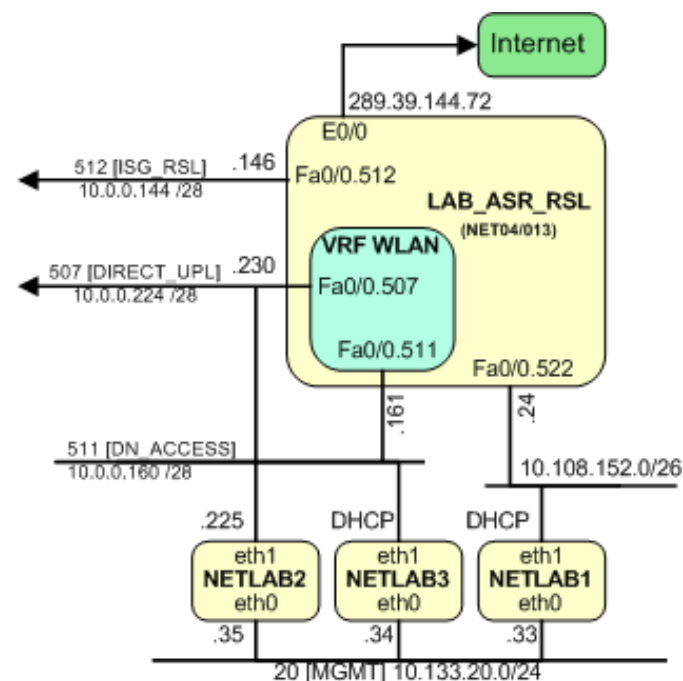 Internet
289.39.144.72
E0/0
512 [ISG_RSL]
.146
10.0.0.144 /28
Fa0/0.512
LAB_ASR_RSL
(NET04/013)
VRF WLAN
507 [DIRECT_UPL]
.230
10.0.0.224 /28
Fa0/0.507
Fa0/0.511
Fa0/0.522
.161
.24
511 [DN_ACCESS]
10.0.0.160 /28
10.108.152.0/26
.225
DHCP
DHCP
eth1
NETLAB2
eth0
eth1
NETLAB3
eth0
eth1
NETLAB1
eth0
.35
.34
.33
20 [MGMT] 10.133.20.0/24